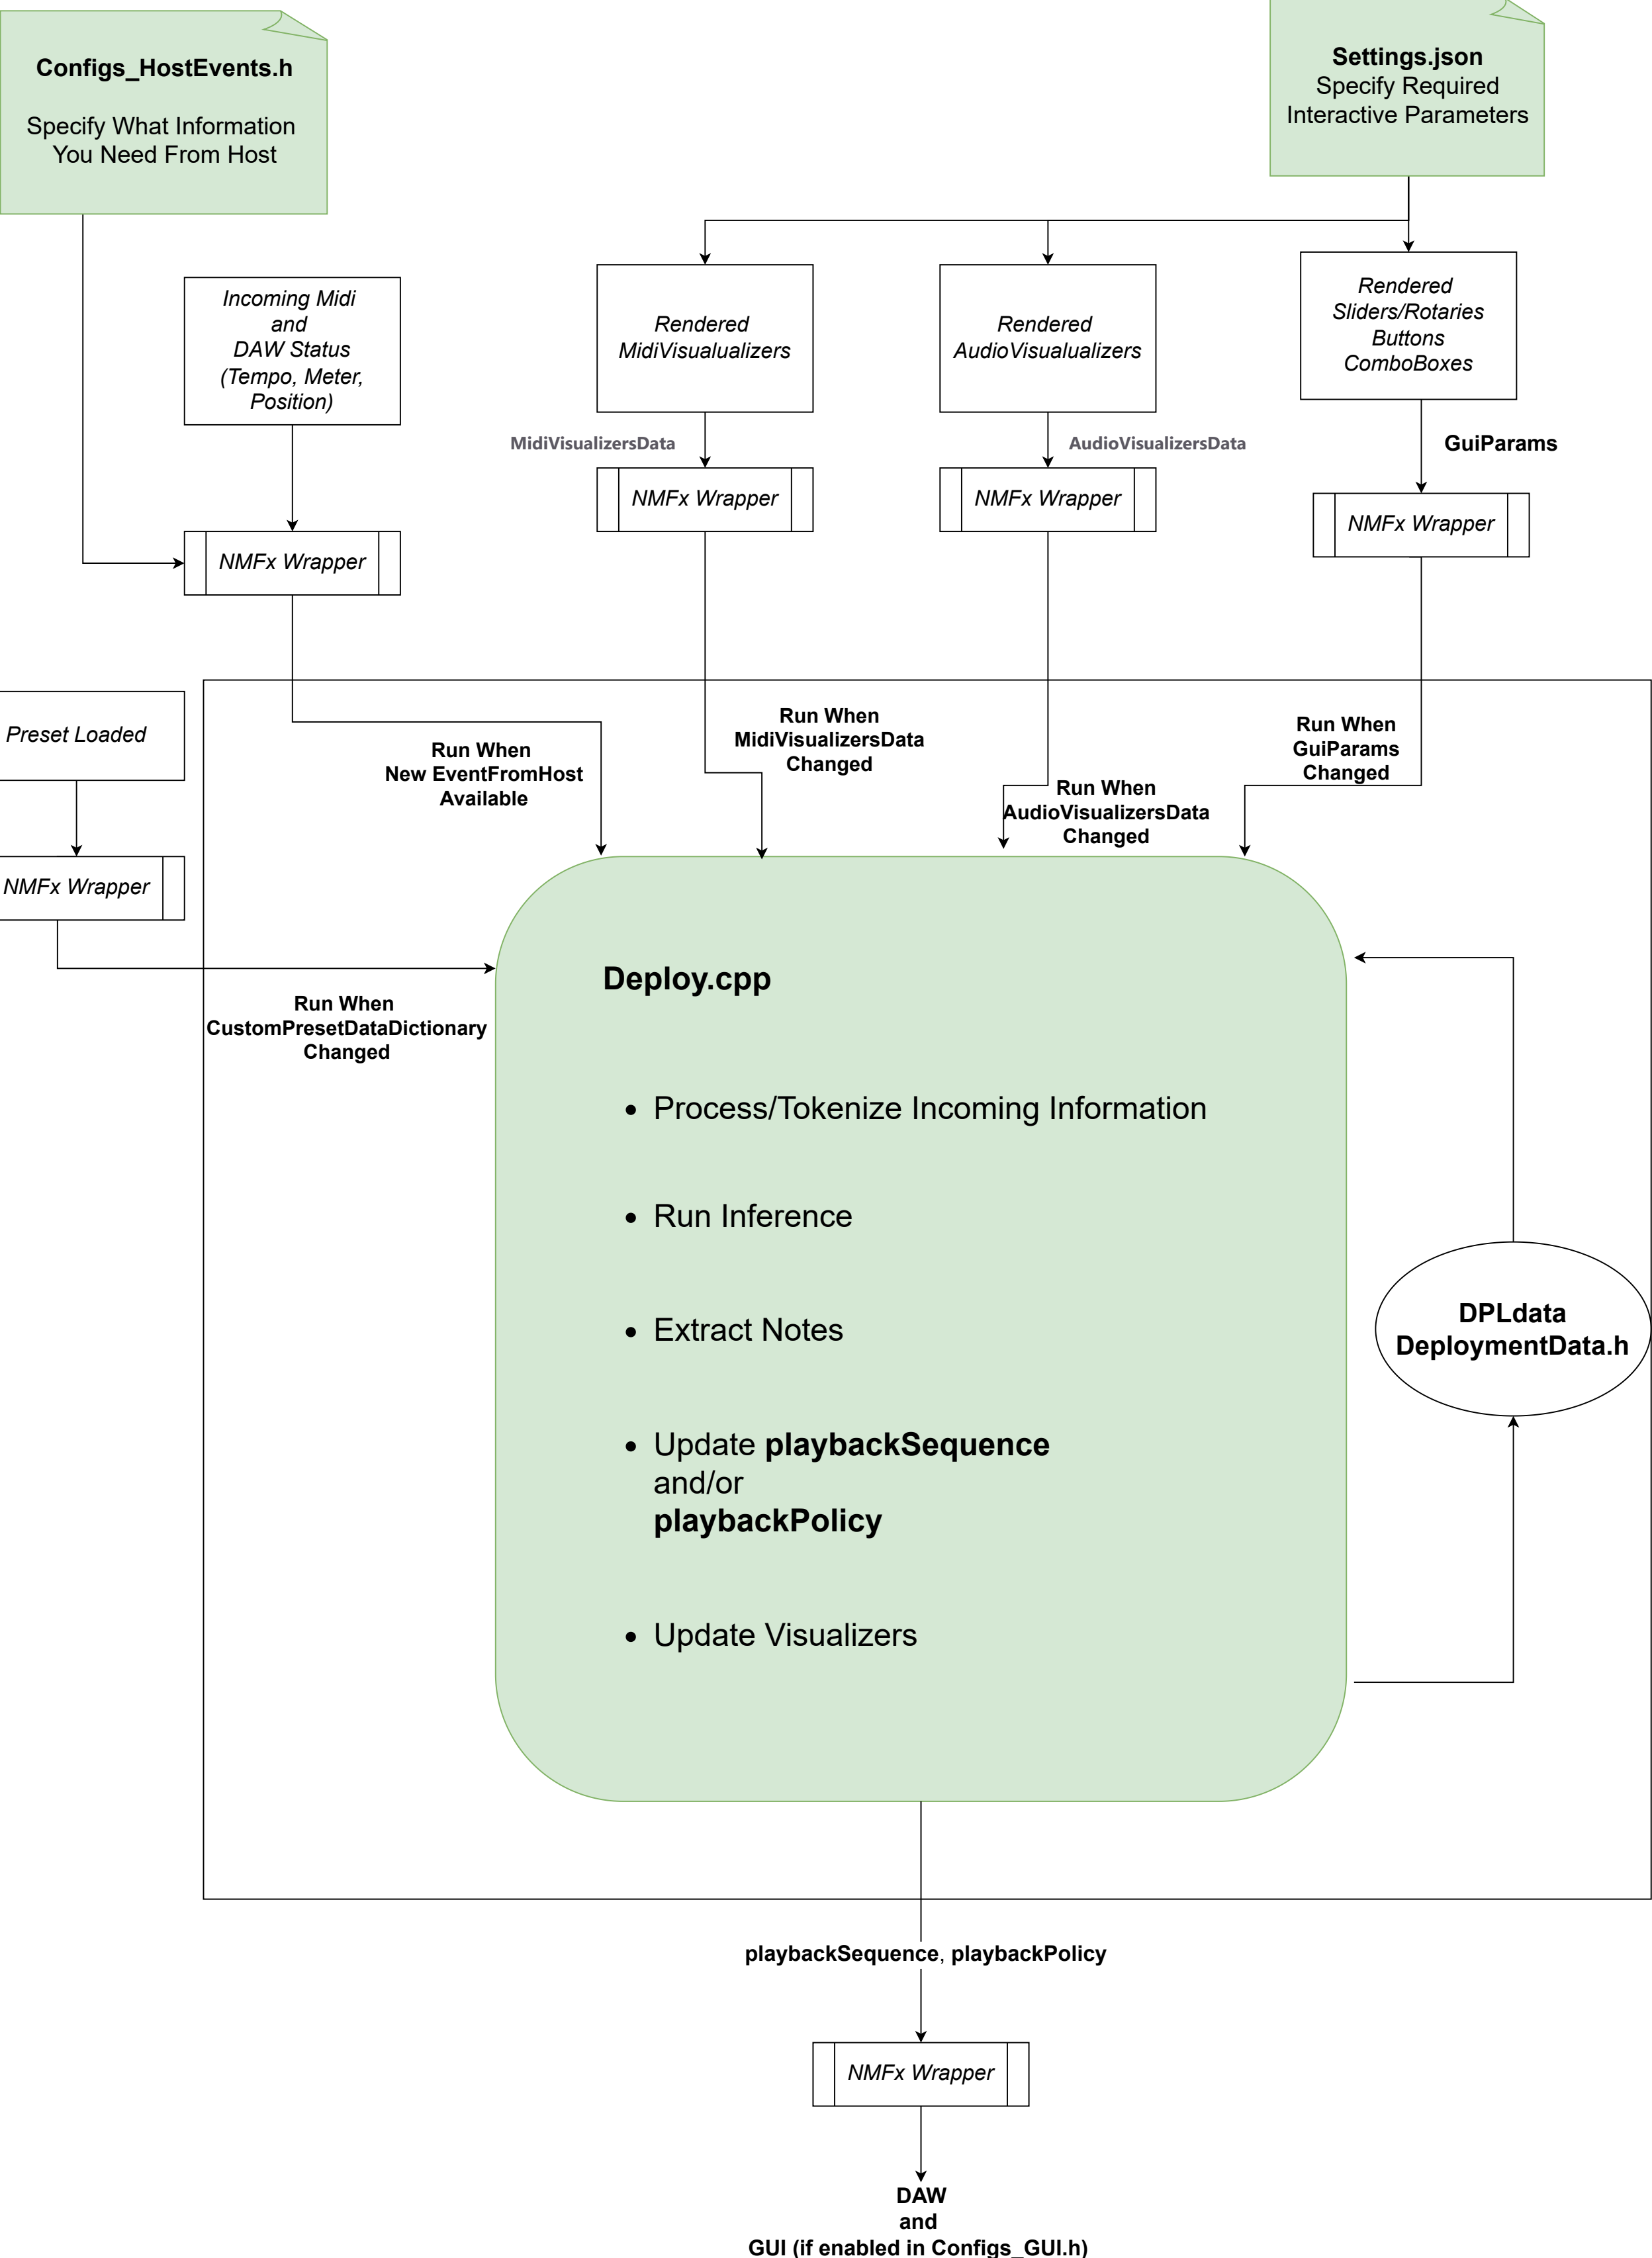 Configs_HostEvents.h
Specify What Information
You Need From Host
Settings.json
Specify Required
Interactive Parameters
Incoming Midi
and
DAW Status
(Tempo, Meter,
Position)
Rendered
MidiVisualualizers
Rendered
AudioVisualualizers
Rendered
Sliders/Rotaries
Buttons
ComboBoxes
MidiVisualizersData
AudioVisualizersData
GuiParams
NMFx Wrapper
NMFx Wrapper
NMFx Wrapper
NMFx Wrapper
Preset Loaded
NMFx Wrapper
Run When
New EventFromHost
Available
Run When
MidiVisualizersData
Changed
Run When
AudioVisualizersData
Changed
Run When
GuiParams
Changed
Run When
CustomPresetDataDictionary
Changed
Deploy.cpp
• Process/Tokenize Incoming Information
• Run Inference
• Extract Notes
• Update playbackSequence
and/or
playbackPolicy
• Update Visualizers
DPLdata
DeploymentData.h
playbackSequence, playbackPolicy
NMFx Wrapper
DAW
and
GUI (if enabled in Configs_GUI.h)